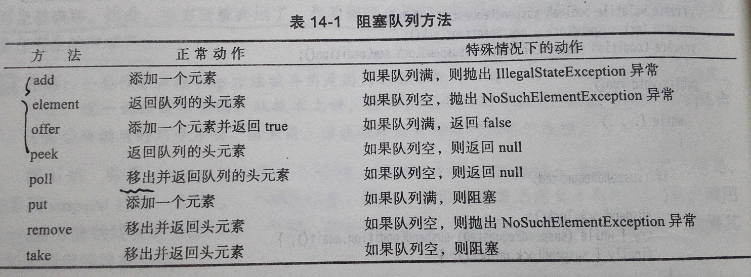 表 14-1 阻塞队列方法
方 法 正 常 动 作 特殊情况下的动作
add 添加一个元素 如果队列满，则抛出 IllegalStateException 异常
element 返回队列的头元素 如果队列空，抛出 NoSuchElementException 异常
offer 添加一个元素并返回 true 如果队列满，返回 false
peek 返回队列的头元素 如果队列空，则返回 null
poll 移出并返回队列的头元素 如果队列空，则返回 null
put 添加一个元素 如果队列满，则阻塞
remove 移出并返回头元素 如果队列空，则抛出 NoSuchElementException 异常
take 移出并返回头元素 如果队列空，则阻塞